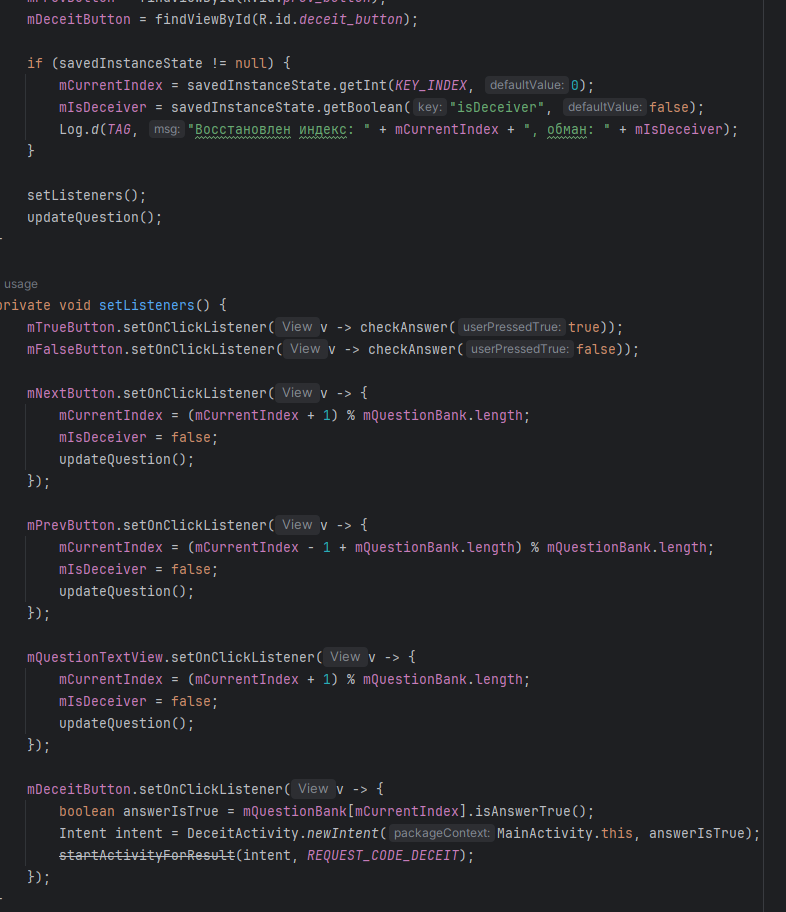 mDeceitButton = findViewById(R.id.deceit_button);
if (savedInstanceState != null) {
mCurrentIndex = savedInstanceState.getInt(KEY_INDEX, defaultValue: 0);
mIsDeceiver = savedInstanceState.getBoolean( key: "isDeceiver", defaultValue: false);
Log.d(TAG, msg: "Восстановлен индекс: " + mCurrentIndex + ", обман: " + mIsDeceiver);
}
setListeners();
updateQuestion();
usage
private void setListeners() {
mTrueButton.setOnClickListener( View v -> checkAnswer( userPressedTrue: true));
mFalseButton.setOnClickListener( View v -> checkAnswer( userPressedTrue: false));
mNextButton.setOnClickListener( View v -> {
mCurrentIndex = (mCurrentIndex + 1) % mQuestionBank.length;
mIsDeceiver = false;
updateQuestion();
});
mPrevButton.setOnClickListener( View v -> {
mCurrentIndex = (mCurrentIndex - 1 + mQuestionBank.length) % mQuestionBank.length;
mIsDeceiver = false;
updateQuestion();
});
mQuestionTextView.setOnClickListener( View v -> {
mCurrentIndex = (mCurrentIndex + 1) % mQuestionBank.length;
mIsDeceiver = false;
updateQuestion();
});
mDeceitButton.setOnClickListener( View v -> {
boolean answerIsTrue = mQuestionBank[mCurrentIndex].isAnswerTrue();
Intent intent = DeceitActivity.newIntent( packageContext: MainActivity.this, answerIsTrue);
startActivityForResult(intent, REQUEST_CODE_DECEIT);
});